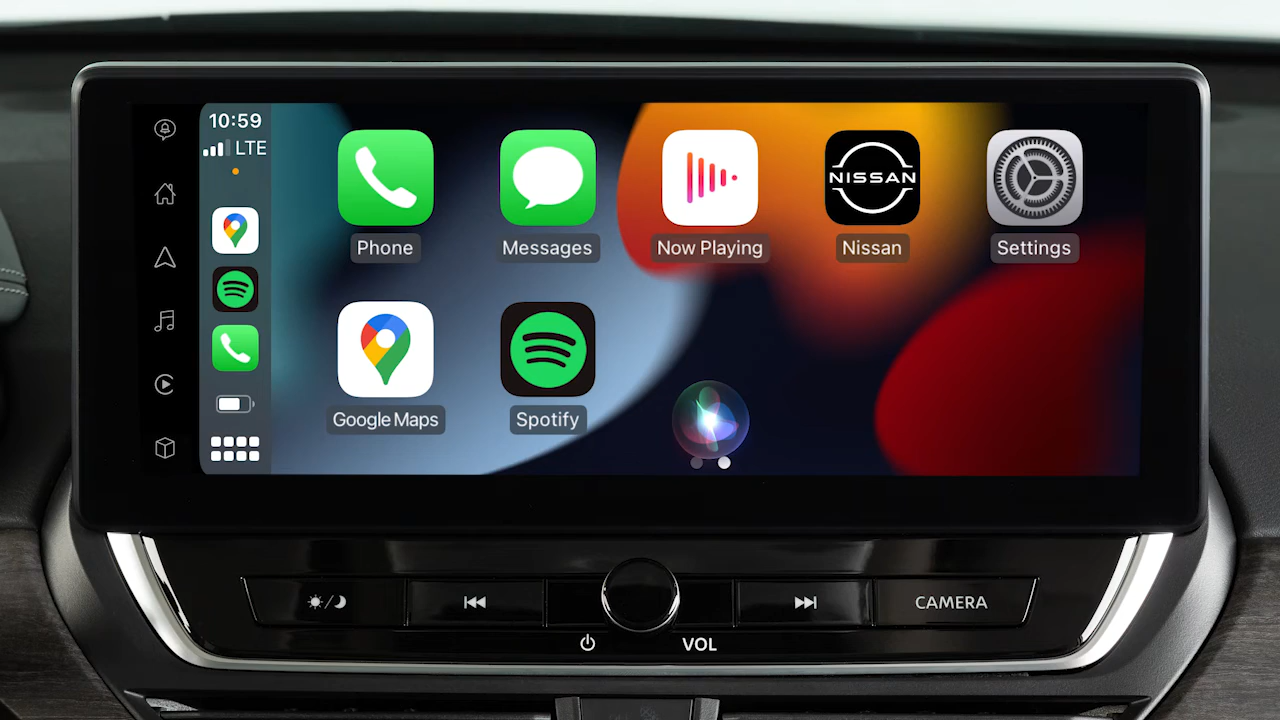 10:59
LTE
Phone
Messages
Now Playing
NISSAN
Nissan
Settings
Google Maps
Spotify
CAMERA
VOL